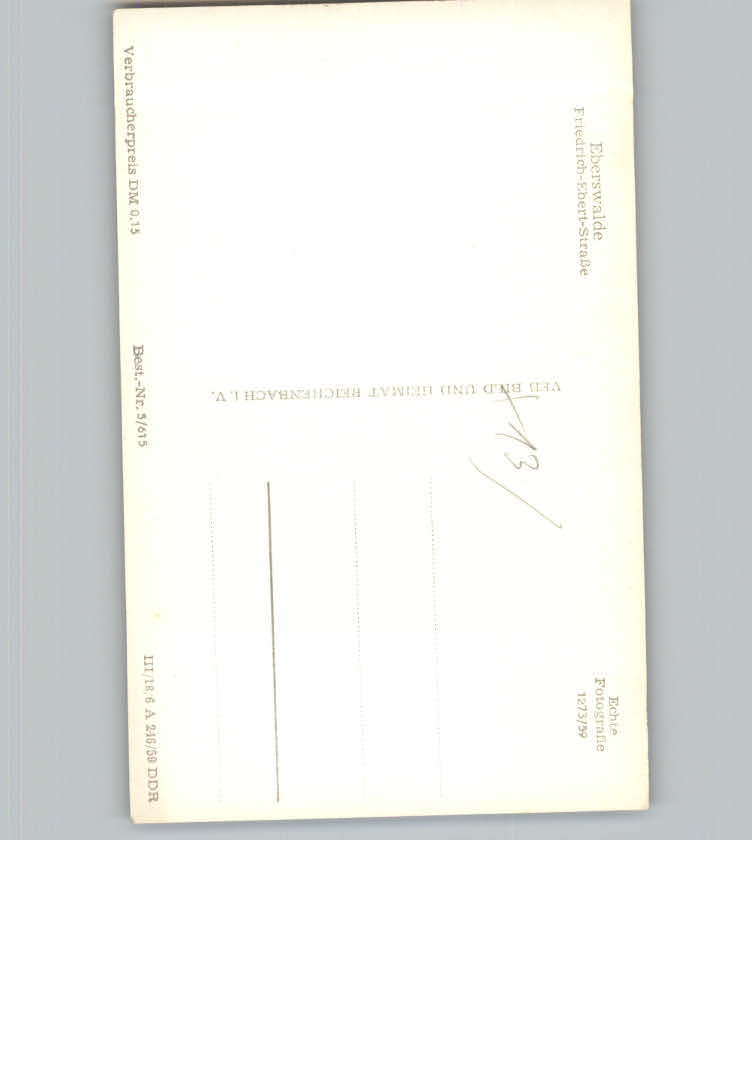 Eberswalde
Friedrich-Ebert-Straße
Echte
Fotografie
1273/59
VEB BILD UND HEIMAT REICHENBACH i. V.
13
Verbraucherpreis DM 0,15
Best.-Nr. 5/615
III/18/6 A 246/59 DDR